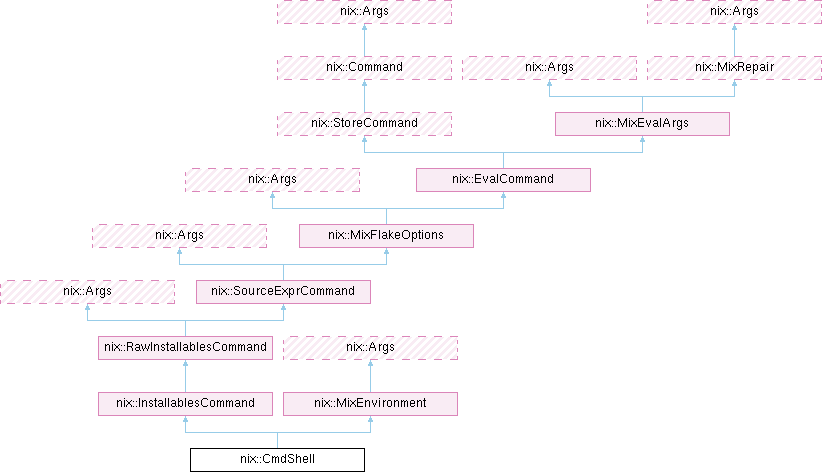 nix::Args
nix::Args
nix::Command
nix::Args
nix::MixRepair
nix::StoreCommand
nix::MixEvalArgs
nix::Args
nix::EvalCommand
nix::Args
nix::MixFlakeOptions
nix::Args
nix::SourceExprCommand
nix::RawInstallablesCommand
nix::Args
nix::InstallablesCommand
nix::MixEnvironment
nix::CmdShell